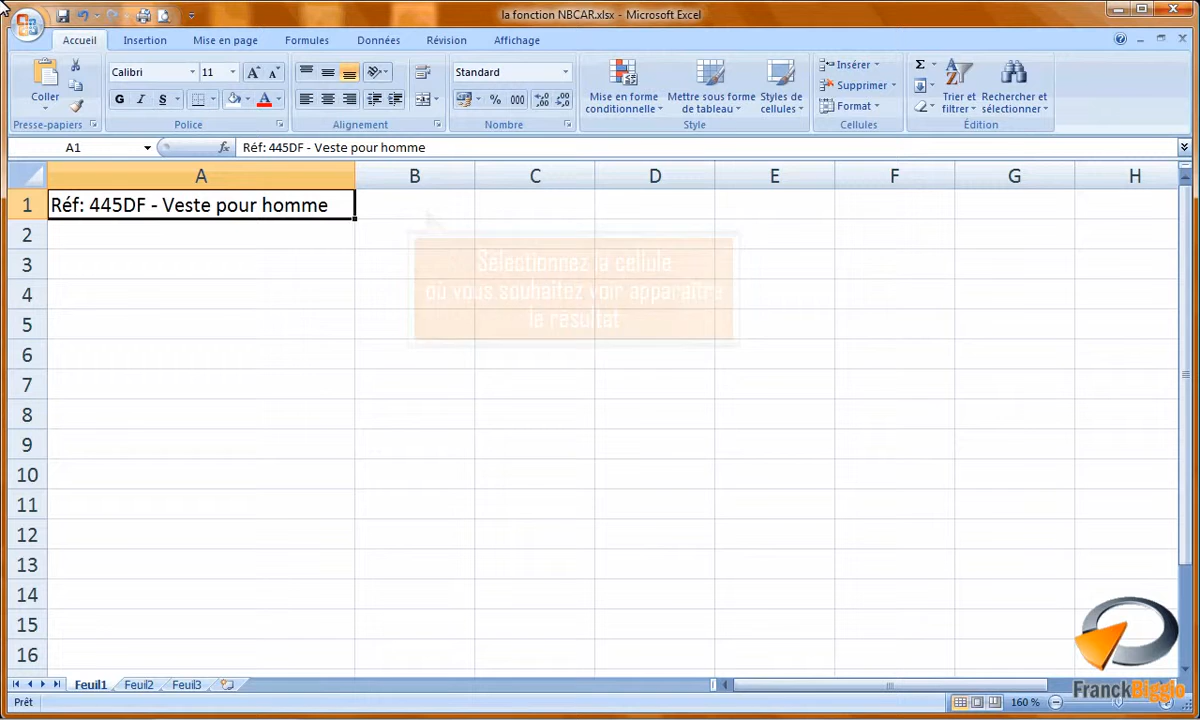 la fonction NBCAR.xlsx - Microsoft Excel
Accueil Insertion Mise en page Formules Données Révision Affichage
Coller
Calibri 11
G I S
Standard
% 000
Mise en forme conditionnelle
Mettre sous forme de tableau
Styles de cellules
Insérer
Supprimer
Format
Σ
Trier et filtrer
Rechercher et sélectionner
Presse-papiers Police Alignement Nombre Style Cellules Édition
A1 fx Réf: 445DF - Veste pour homme
A B C D E F G H
1 Réf: 445DF - Veste pour homme
2
3
4
5
6
7
8
9
10
11
12
13
14
15
16
Sélectionnez la cellule
où vous souhaitez voir apparaître
le résultat
Feuil1 Feuil2 Feuil3
Prêt 160 %
FranckBigglo